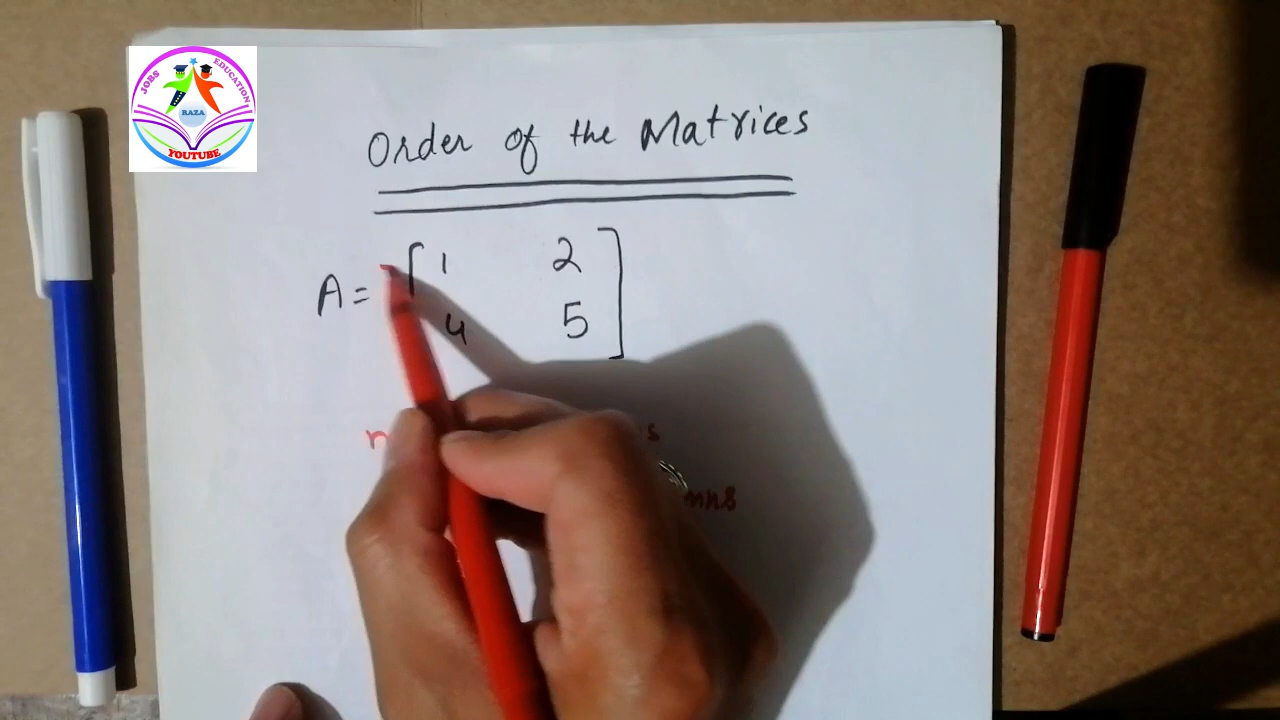 JOBS EDUCATION
RAZA
YOUTUBE
Order of the Matrices
A = [ 1 2 ]
4 5